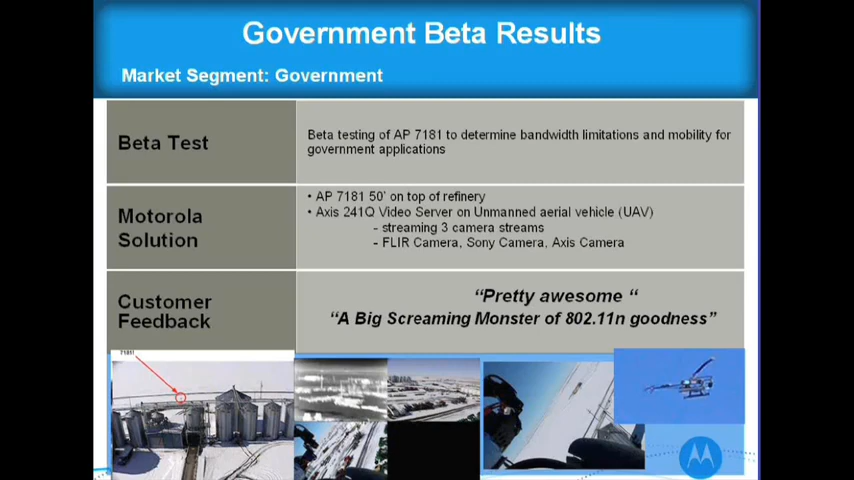 Government Beta Results
Market Segment: Government
Beta Test
Beta testing of AP 7181 to determine bandwidth limitations and mobility for
government applications
Motorola
Solution
• AP 7181 50' on top of refinery
• Axis 241Q Video Server on Unmanned aerial vehicle (UAV)
- streaming 3 camera streams
- FLIR Camera, Sony Camera, Axis Camera
Customer
Feedback
“Pretty awesome “
“A Big Screaming Monster of 802.11n goodness”
7181!